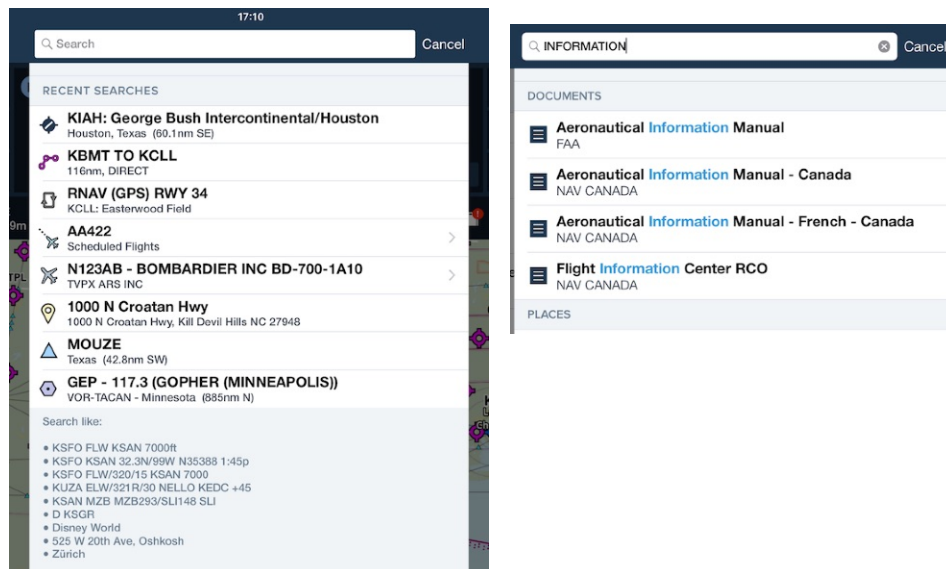 17:10
Search
Cancel
RECENT SEARCHES
KIAH: George Bush Intercontinental/Houston
Houston, Texas (60.1nm SE)
KBMT TO KCLL
116nm, DIRECT
RNAV (GPS) RWY 34
KCLL: Easterwood Field
AA422
Scheduled Flights
N123AB - BOMBARDIER INC BD-700-1A10
TVPX ARS INC
1000 N Croatan Hwy
1000 N Croatan Hwy, Kill Devil Hills NC 27948
MOUZE
Texas (42.8nm SW)
GEP - 117.3 (GOPHER (MINNEAPOLIS))
VOR-TACAN - Minnesota (885nm N)
Search like:
• KSFO FLW KSAN 7000ft
• KSFO KSAN 32.3N/99W N35388 1:45p
• KSFO FLW/320/15 KSAN 7000
• KUZA ELW/321R/30 NELLO KEDC +45
• KSAN MZB MZB293/SLI148 SLI
• D KSGR
• Disney World
• 525 W 20th Ave, Oshkosh
• Zürich
9m
TPL
INFORMATION
Cancel
DOCUMENTS
Aeronautical Information Manual
FAA
Aeronautical Information Manual - Canada
NAV CANADA
Aeronautical Information Manual - French - Canada
NAV CANADA
Flight Information Center RCO
NAV CANADA
PLACES